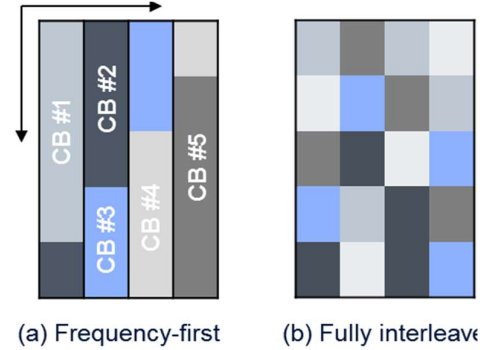 CB #1
CB #2
CB #3
CB #4
CB #5
(a) Frequency-first
(b) Fully interleave